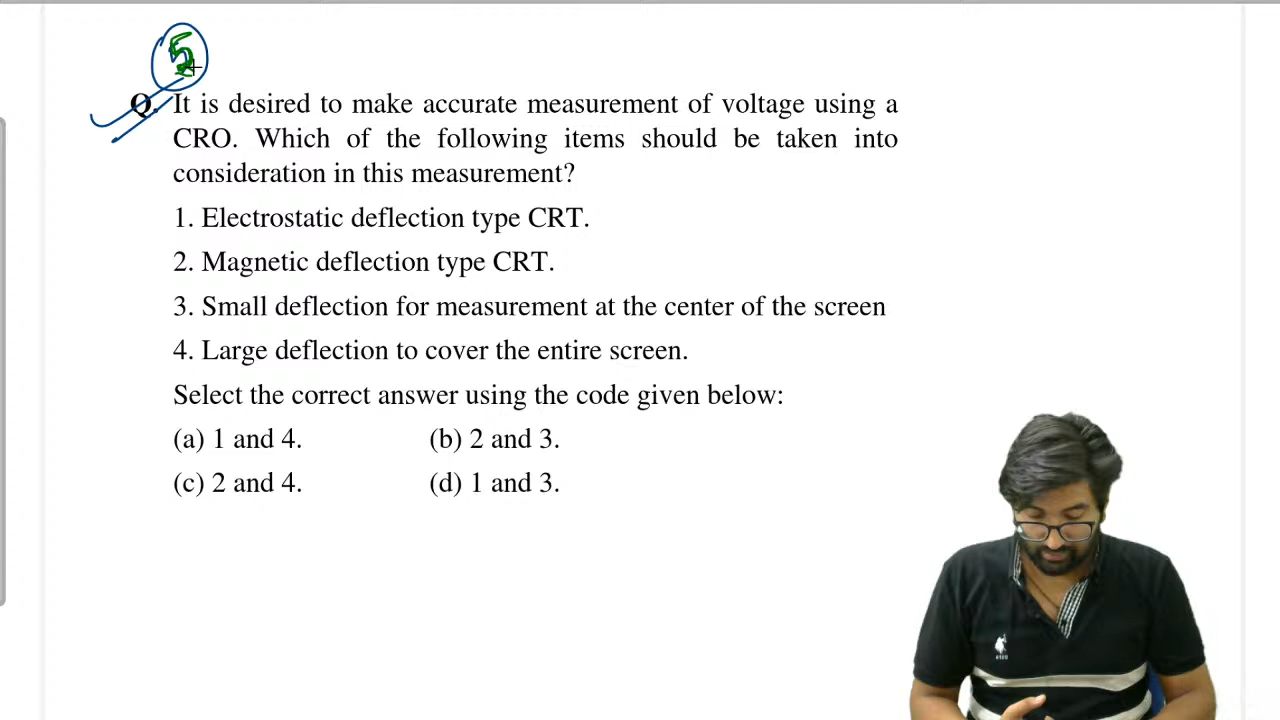 5
Q. It is desired to make accurate measurement of voltage using a
CRO. Which of the following items should be taken into
consideration in this measurement?
1. Electrostatic deflection type CRT.
2. Magnetic deflection type CRT.
3. Small deflection for measurement at the center of the screen
4. Large deflection to cover the entire screen.
Select the correct answer using the code given below:
(a) 1 and 4. (b) 2 and 3.
(c) 2 and 4. (d) 1 and 3.